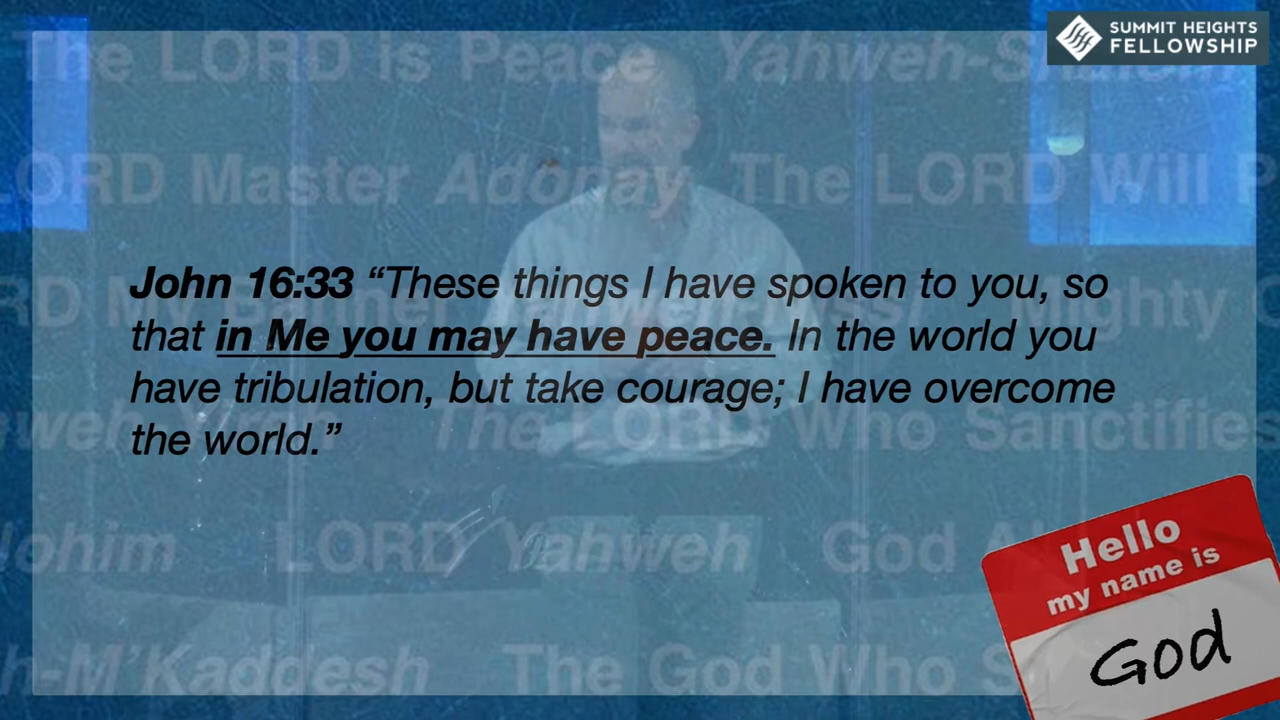 SUMMIT HEIGHTS
FELLOWSHIP
The LORD is Peace Yahweh-Shalom
LORD Master Adonay The LORD Will
John 16:33 “These things I have spoken to you, so
that in Me you may have peace. In the world you
have tribulation, but take courage; I have overcome
the world.”
The LORD Who Sanctifies
LORD Yahweh God
h-M'Kaddesh The God Who
Hello
my name is
God